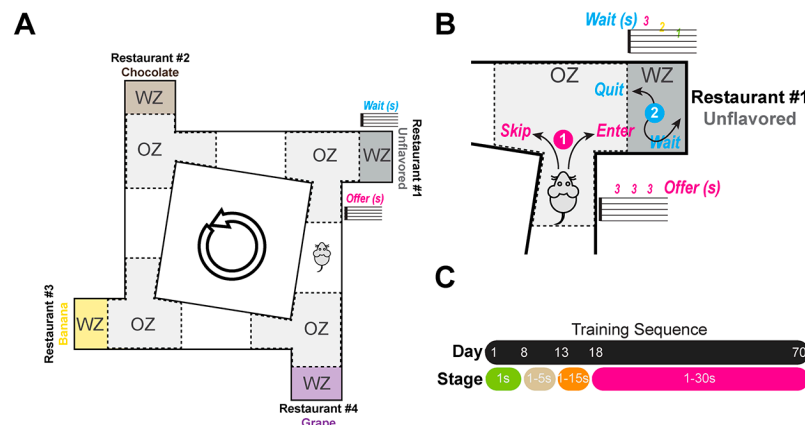 A
Restaurant #2
Chocolate
WZ
OZ
Wait (s)
OZ
WZ
Restaurant #1
Unflavored
Offer (s)
Restaurant #3
Banana
WZ
OZ
OZ
WZ
Restaurant #4
Grape
B
Wait (s)
3
2
1
OZ
WZ
Quit
2
Wait
Restaurant #1
Unflavored
Skip
1
Enter
3 3 3 Offer (s)
C
Training Sequence
Day 1 8 13 18 70
Stage 1s 1-5s 1-15s 1-30s